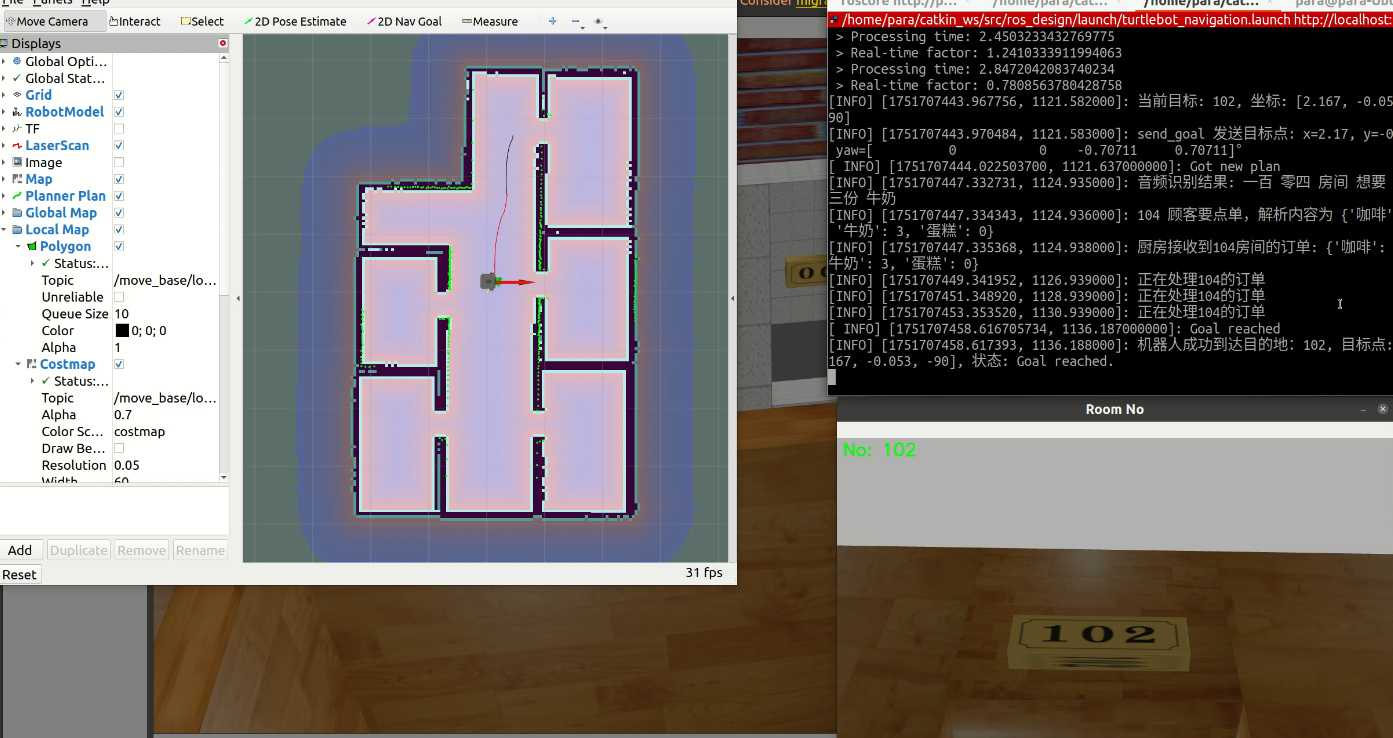 File Panels Help
Move Camera Interact Select 2D Pose Estimate 2D Nav Goal Measure
Displays
Global Opti...
Global Stat...
Grid
RobotModel
TF
LaserScan
Image
Map
Planner Plan
Global Map
Local Map
Polygon
Status:...
Topic /move_base/lo...
Unreliable
Queue Size 10
Color 0; 0; 0
Alpha 1
Costmap
Status:...
Topic /move_base/lo...
Alpha 0.7
Color Sc... costmap
Draw Be...
Resolution 0.05
Width 60
Add Duplicate Remove Rename
Reset
31 fps
Consider migra
roscore http://p... /home/para/cat... /home/para/cat... para@para-Ubu
/home/para/catkin_ws/src/ros_design/launch/turtlebot_navigation.launch http://localhost:
> Processing time: 2.4503233432769775
> Real-time factor: 1.2410333911994063
> Processing time: 2.8472042083740234
> Real-time factor: 0.7808563780428758
[INFO] [1751707443.967756, 1121.582000]: 当前目标: 102, 坐标: [2.167, -0.05
90]
[INFO] [1751707443.970484, 1121.583000]: send_goal 发送目标点: x=2.17, y=-0
yaw=[ 0 0 -0.70711 0.70711]°
[ INFO] [1751707444.022503700, 1121.637000000]: Got new plan
[INFO] [1751707447.332731, 1124.935000]: 音频识别结果: 一百 零四 房间 想要
三份 牛奶
[INFO] [1751707447.334343, 1124.936000]: 104 顾客要点单, 解析内容为 {'咖啡'
'牛奶': 3, '蛋糕': 0}
[INFO] [1751707447.335368, 1124.938000]: 厨房接收到104房间的订单: {'咖啡':
牛奶': 3, '蛋糕': 0}
[INFO] [1751707449.341952, 1126.939000]: 正在处理104的订单
[INFO] [1751707451.348920, 1128.939000]: 正在处理104的订单
[INFO] [1751707453.353520, 1130.939000]: 正在处理104的订单
[ INFO] [1751707458.616705734, 1136.187000000]: Goal reached
[INFO] [1751707458.617393, 1136.188000]: 机器人成功到达目的地: 102, 目标点:
167, -0.053, -90], 状态: Goal reached.
Room No
No: 102
102